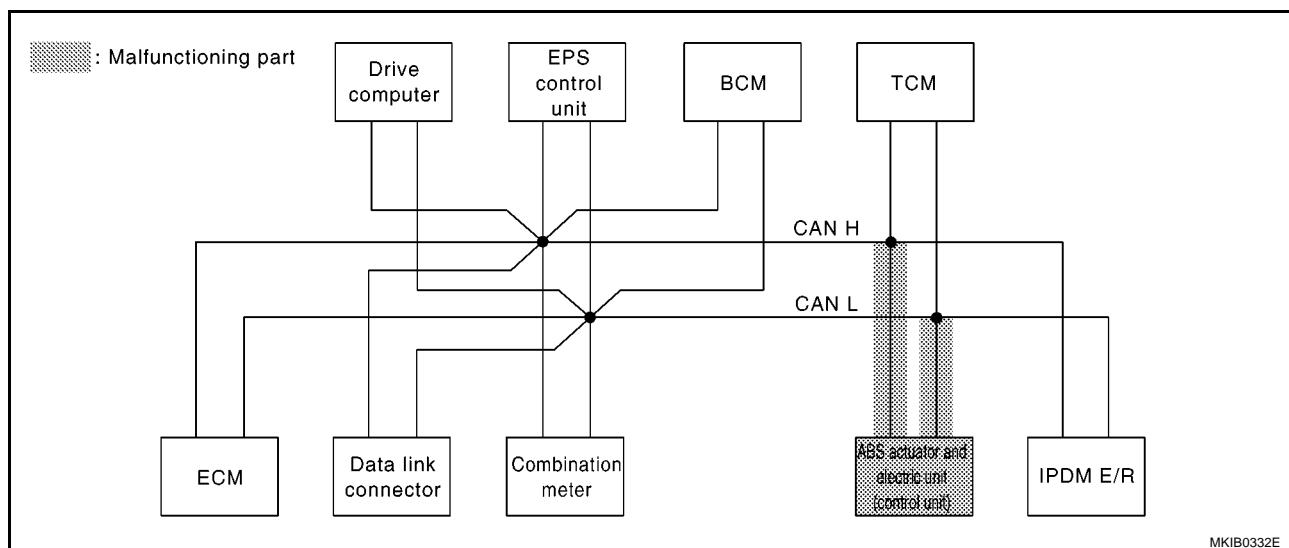 : Malfunctioning part
Drive
computer
EPS
control
unit
BCM
TCM
CAN H
CAN L
ECM
Data link
connector
Combination
meter
ABS actuator and
electric unit
(control unit)
IPDM E/R
MKIB0332E